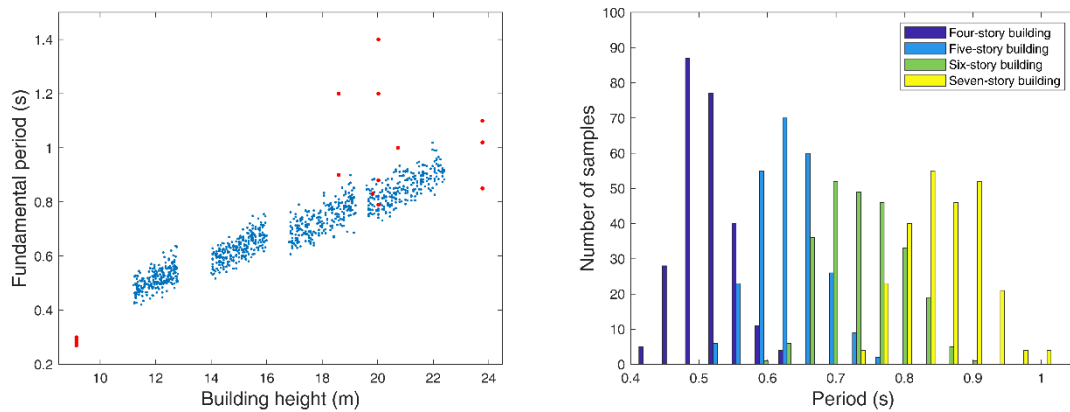 1.4
1.2
1
0.8
0.6
0.4
0.2
Fundamental period (s)
10 12 14 16 18 20 22 24
Building height (m)
100
90
80
70
60
50
40
30
20
10
0
Number of samples
Four-story building
Five-story building
Six-story building
Seven-story building
0.4 0.5 0.6 0.7 0.8 0.9 1
Period (s)